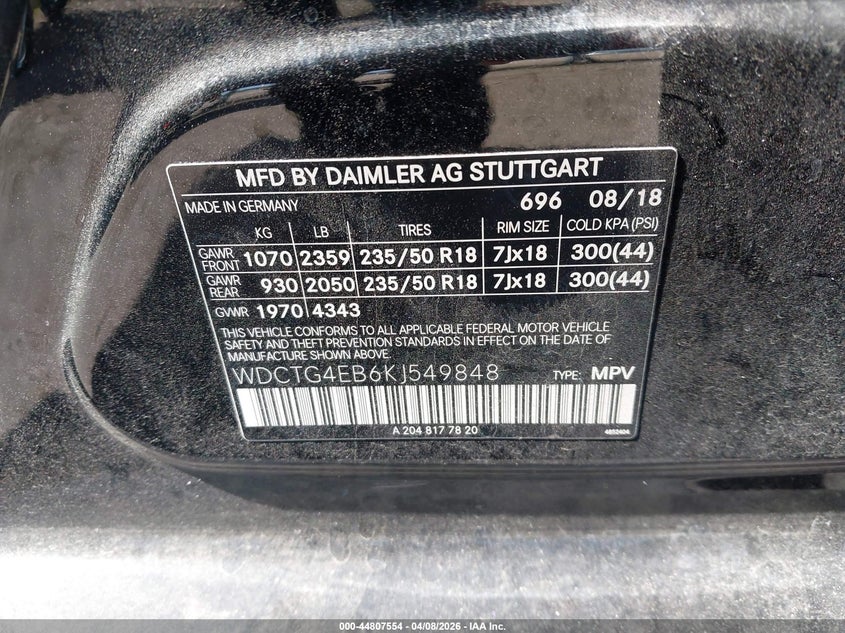 MFD BY DAIMLER AG STUTTGART
MADE IN GERMANY 696 08/18
KG LB TIRES RIM SIZE COLD KPA (PSI)
GAWR FRONT 1070 2359 235/50 R18 7Jx18 300(44)
GAWR REAR 930 2050 235/50 R18 7Jx18 300(44)
GVWR 1970 4343
THIS VEHICLE CONFORMS TO ALL APPLICABLE FEDERAL MOTOR VEHICLE
SAFETY AND THEFT PREVENTION STANDARDS IN EFFECT ON THE DATE OF
MANUFACTURE SHOWN ABOVE.
WDCTG4EB6KJ549848 TYPE: MPV
A 204 817 78 20
000-44807554 - 04/08/2026 - IAA Inc.